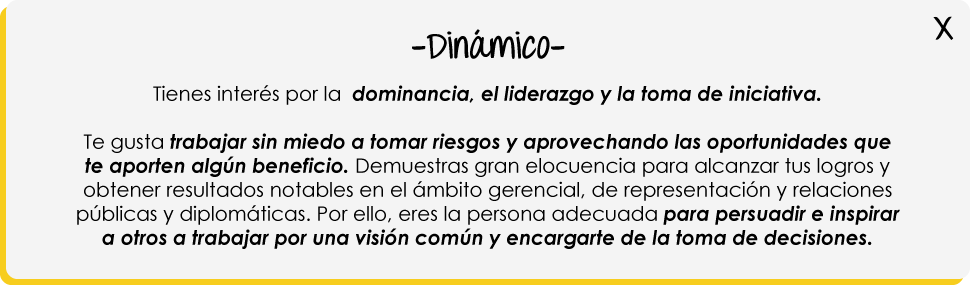 X
-Dinámico-
Tienes interés por la dominancia, el liderazgo y la toma de iniciativa.
Te gusta trabajar sin miedo a tomar riesgos y aprovechando las oportunidades que
te aporten algún beneficio. Demuestras gran elocuencia para alcanzar tus logros y
obtener resultados notables en el ámbito gerencial, de representación y relaciones
públicas y diplomáticas. Por ello, eres la persona adecuada para persuadir e inspirar
a otros a trabajar por una visión común y encargarte de la toma de decisiones.